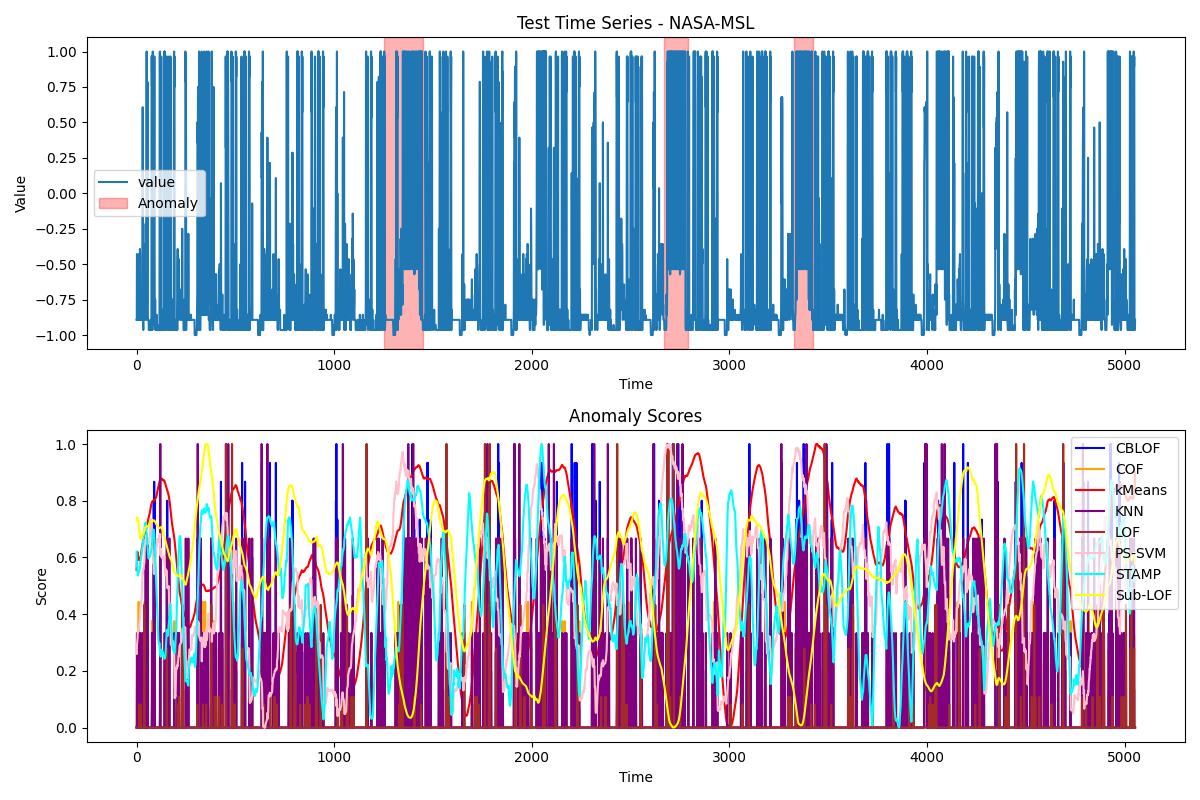 Test Time Series - NASA-MSL
Value
1.00
0.75
0.50
0.25
0.00
−0.25
−0.50
−0.75
−1.00
value
Anomaly
0 1000 2000 3000 4000 5000
Time
Anomaly Scores
Score
1.0
0.8
0.6
0.4
0.2
0.0
CBLOF
COF
kMeans
KNN
LOF
PS-SVM
STAMP
Sub-LOF
0 1000 2000 3000 4000 5000
Time